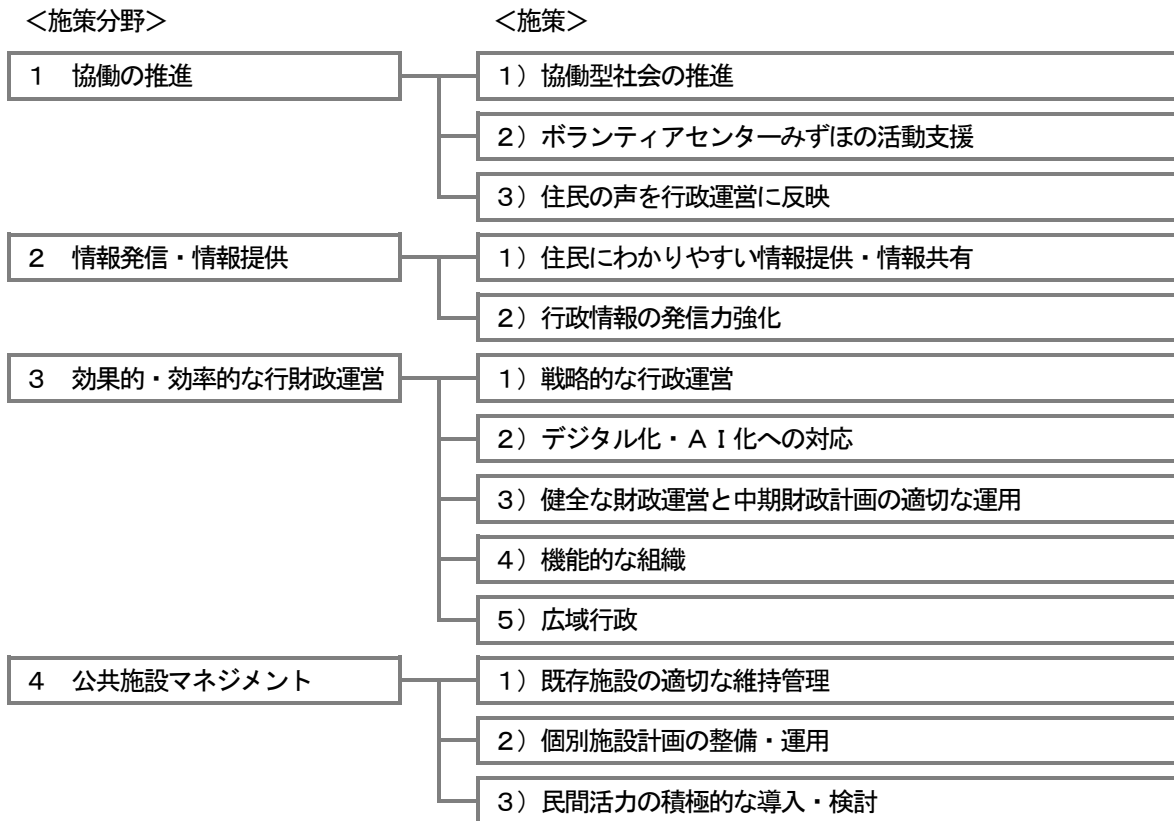 ＜施策分野＞　＜施策＞
１　協働の推進　１）協働型社会の推進
２）ボランティアセンターみずほの活動支援
３）住民の声を行政運営に反映
２　情報発信・情報提供　１）住民にわかりやすい情報提供・情報共有
２）行政情報の発信力強化
３　効果的・効率的な行財政運営　１）戦略的な行政運営
２）デジタル化・ＡＩ化への対応
３）健全な財政運営と中期財政計画の適切な運用
４）機能的な組織
５）広域行政
４　公共施設マネジメント　１）既存施設の適切な維持管理
２）個別施設計画の整備・運用
３）民間活力の積極的な導入・検討